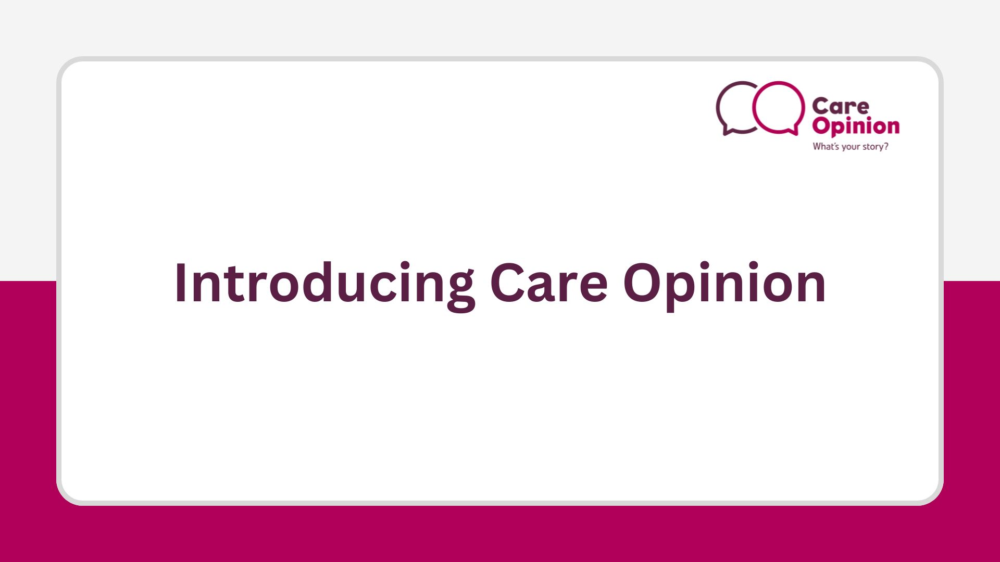 Care
Opinion
What's your story?
Introducing Care Opinion